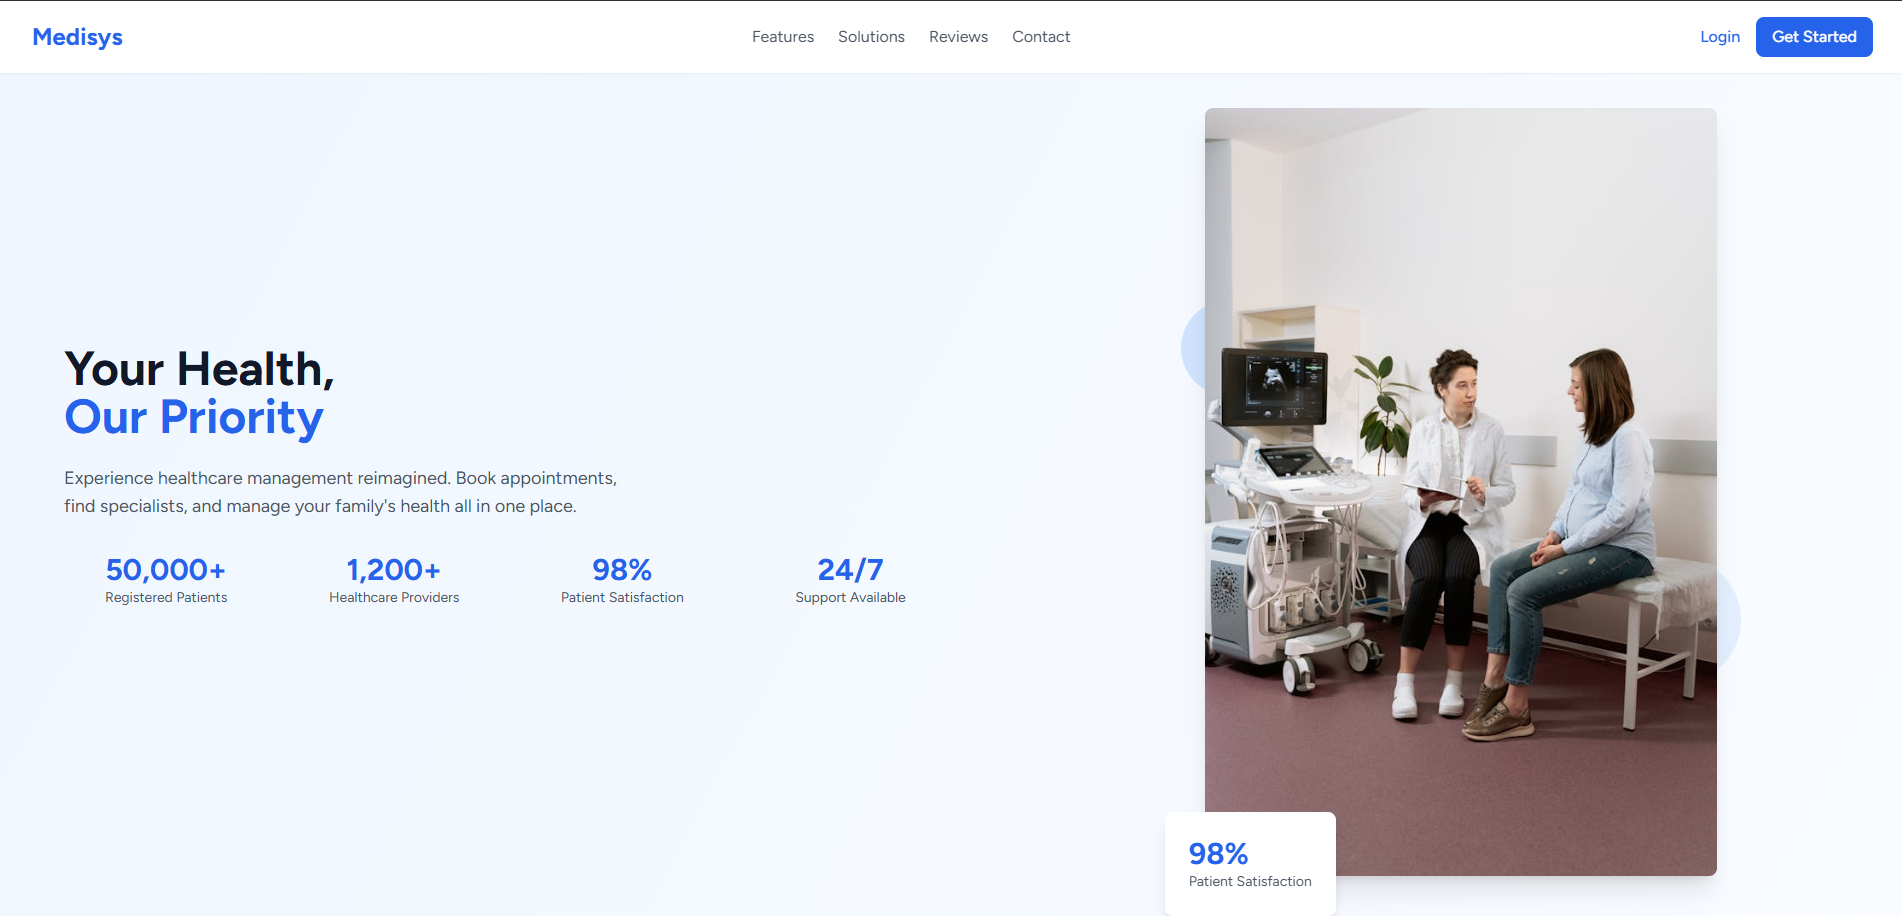 Medisys
Features Solutions Reviews Contact
Login Get Started
Your Health,
Our Priority
Experience healthcare management reimagined. Book appointments,
find specialists, and manage your family's health all in one place.
50,000+ 1,200+ 98% 24/7
Registered Patients Healthcare Providers Patient Satisfaction Support Available
98%
Patient Satisfaction